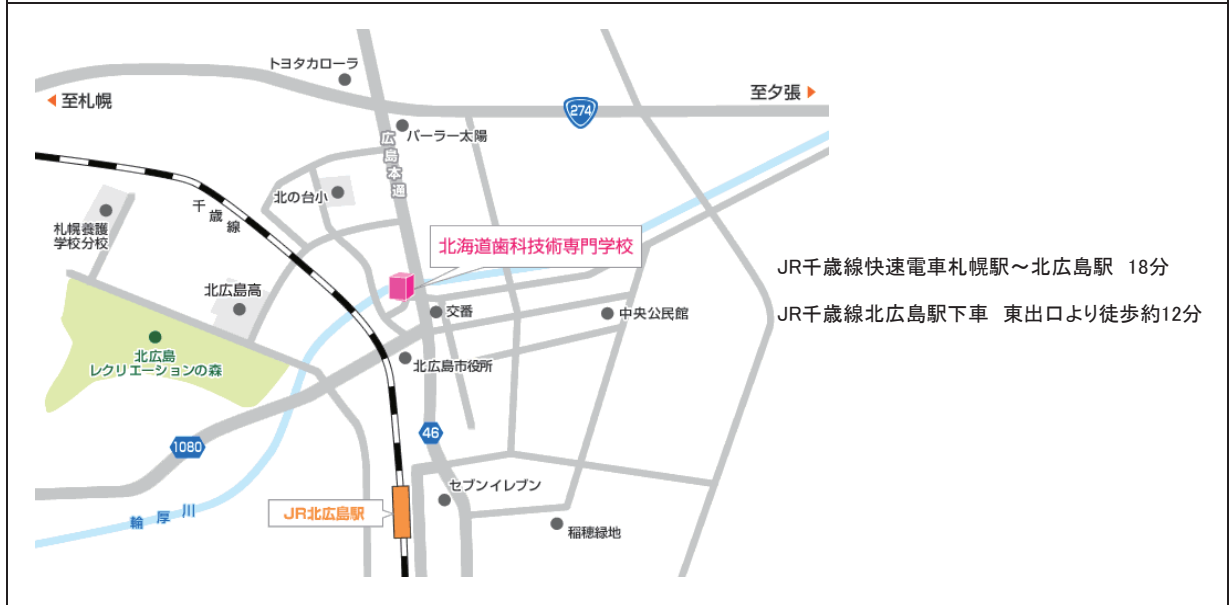 トヨタカローラ
至札幌
至夕張
274
パーラー太陽
広島本通
北の台小
千歳線
札幌養護
学校分校
北海道歯科技術専門学校
JR千歳線快速電車札幌駅～北広島駅　18分
北広島高
交番
中央公民館
JR千歳線北広島駅下車　東出口より徒歩約12分
北広島
レクリエーションの森
北広島市役所
46
1080
セブンイレブン
JR北広島駅
輪厚川
稲穂緑地